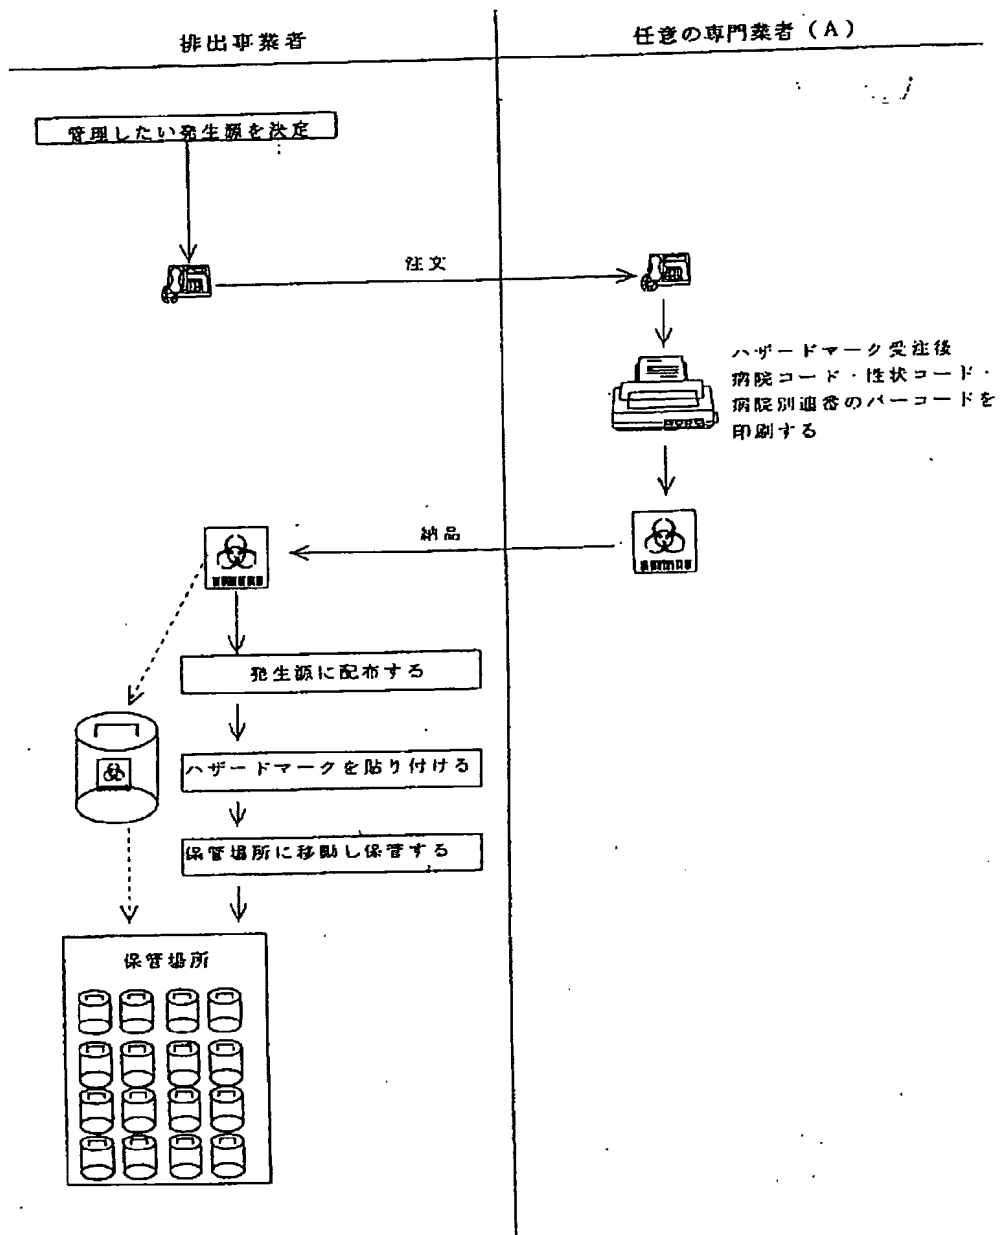 排出事業者
任意の専門業者（A）
管理したい発生源を決定
注文
ハザードマーク受注後
病院コード・性状コード・
病院別連番のバーコードを
印刷する
納品
発生源に配布する
ハザードマークを貼り付ける
保管場所に移動し保管する
保管場所